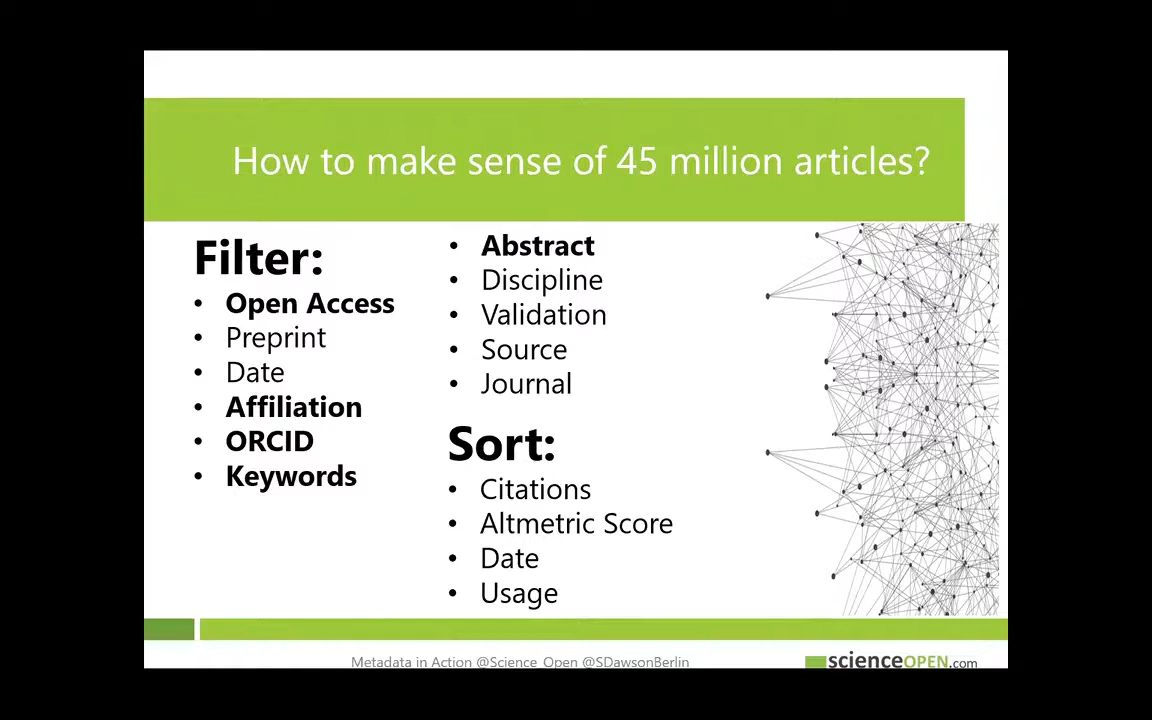 How to make sense of 45 million articles?
Filter:
• Open Access
• Preprint
• Date
• Affiliation
• ORCID
• Keywords
• Abstract
• Discipline
• Validation
• Source
• Journal
Sort:
• Citations
• Altmetric Score
• Date
• Usage
Metadata in Action @Science_Open @SDawsonBerlin
scienceOPEN.com